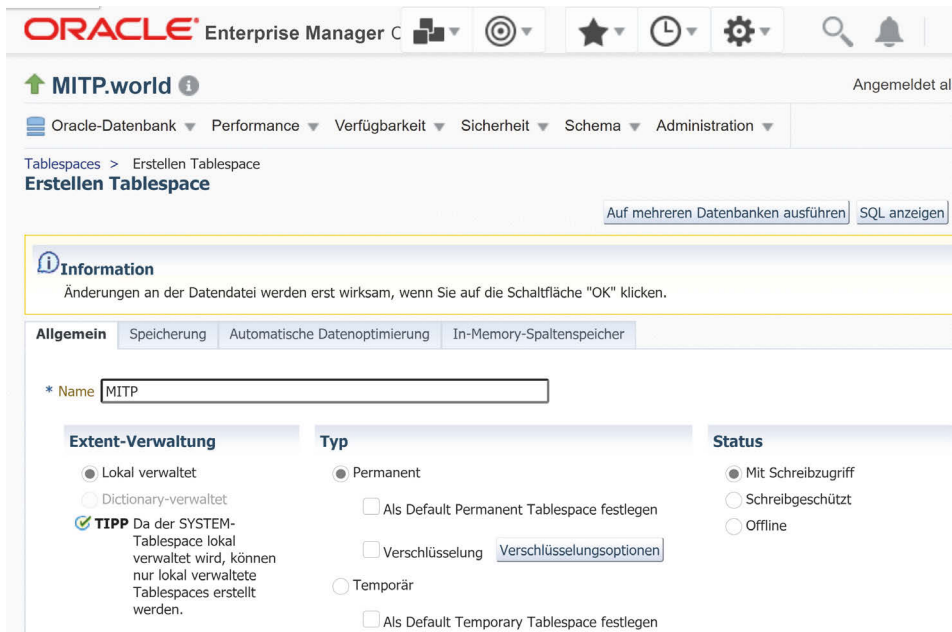 ORACLE Enterprise Manager C
MITP.world
Angemeldet al
Oracle-Datenbank Performance Verfügbarkeit Sicherheit Schema Administration
Tablespaces > Erstellen Tablespace
Erstellen Tablespace
Auf mehreren Datenbanken ausführen SQL anzeigen
Information
Änderungen an der Datendatei werden erst wirksam, wenn Sie auf die Schaltfläche "OK" klicken.
Allgemein Speicherung Automatische Datenoptimierung In-Memory-Spaltenspeicher
* Name MITP
Extent-Verwaltung
Lokal verwaltet
Dictionary-verwaltet
TIPP Da der SYSTEM-
Tablespace lokal
verwaltet wird, können
nur lokal verwaltete
Tablespaces erstellt
werden.
Typ
Permanent
Als Default Permanent Tablespace festlegen
Verschlüsselung Verschlüsselungsoptionen
Temporär
Als Default Temporary Tablespace festlegen
Status
Mit Schreibzugriff
Schreibgeschützt
Offline